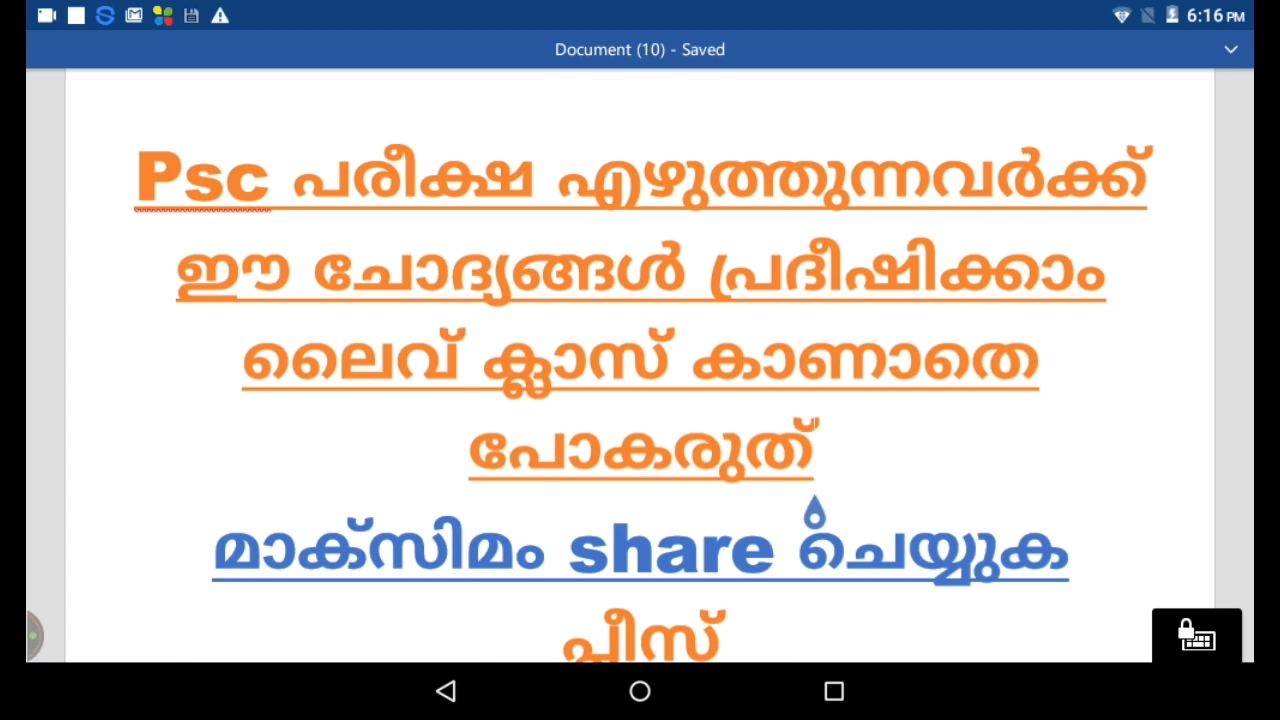 6:16 PM
Document (10) - Saved
Psc പരീക്ഷ എഴുത്തുന്നവർക്ക്
ഈ ചോദ്യങ്ങൾ പ്രദീഷിക്കാം
ലൈവ് ക്ലാസ് കാണാതെ
പോകരുത്
മാക്സിമം share ചെയ്യുക
പ്ലീസ്